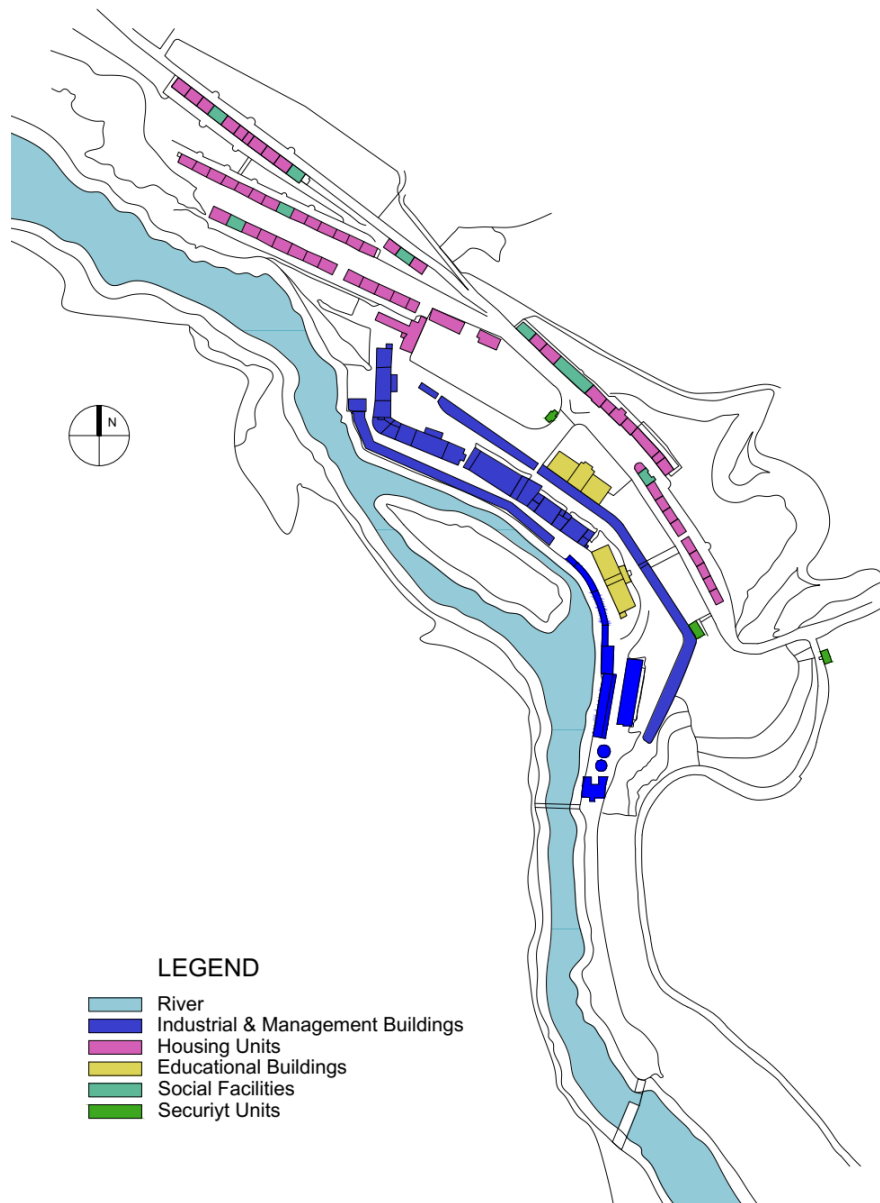 N
LEGEND
River
Industrial & Management Buildings
Housing Units
Educational Buildings
Social Facilities
Securiyt Units